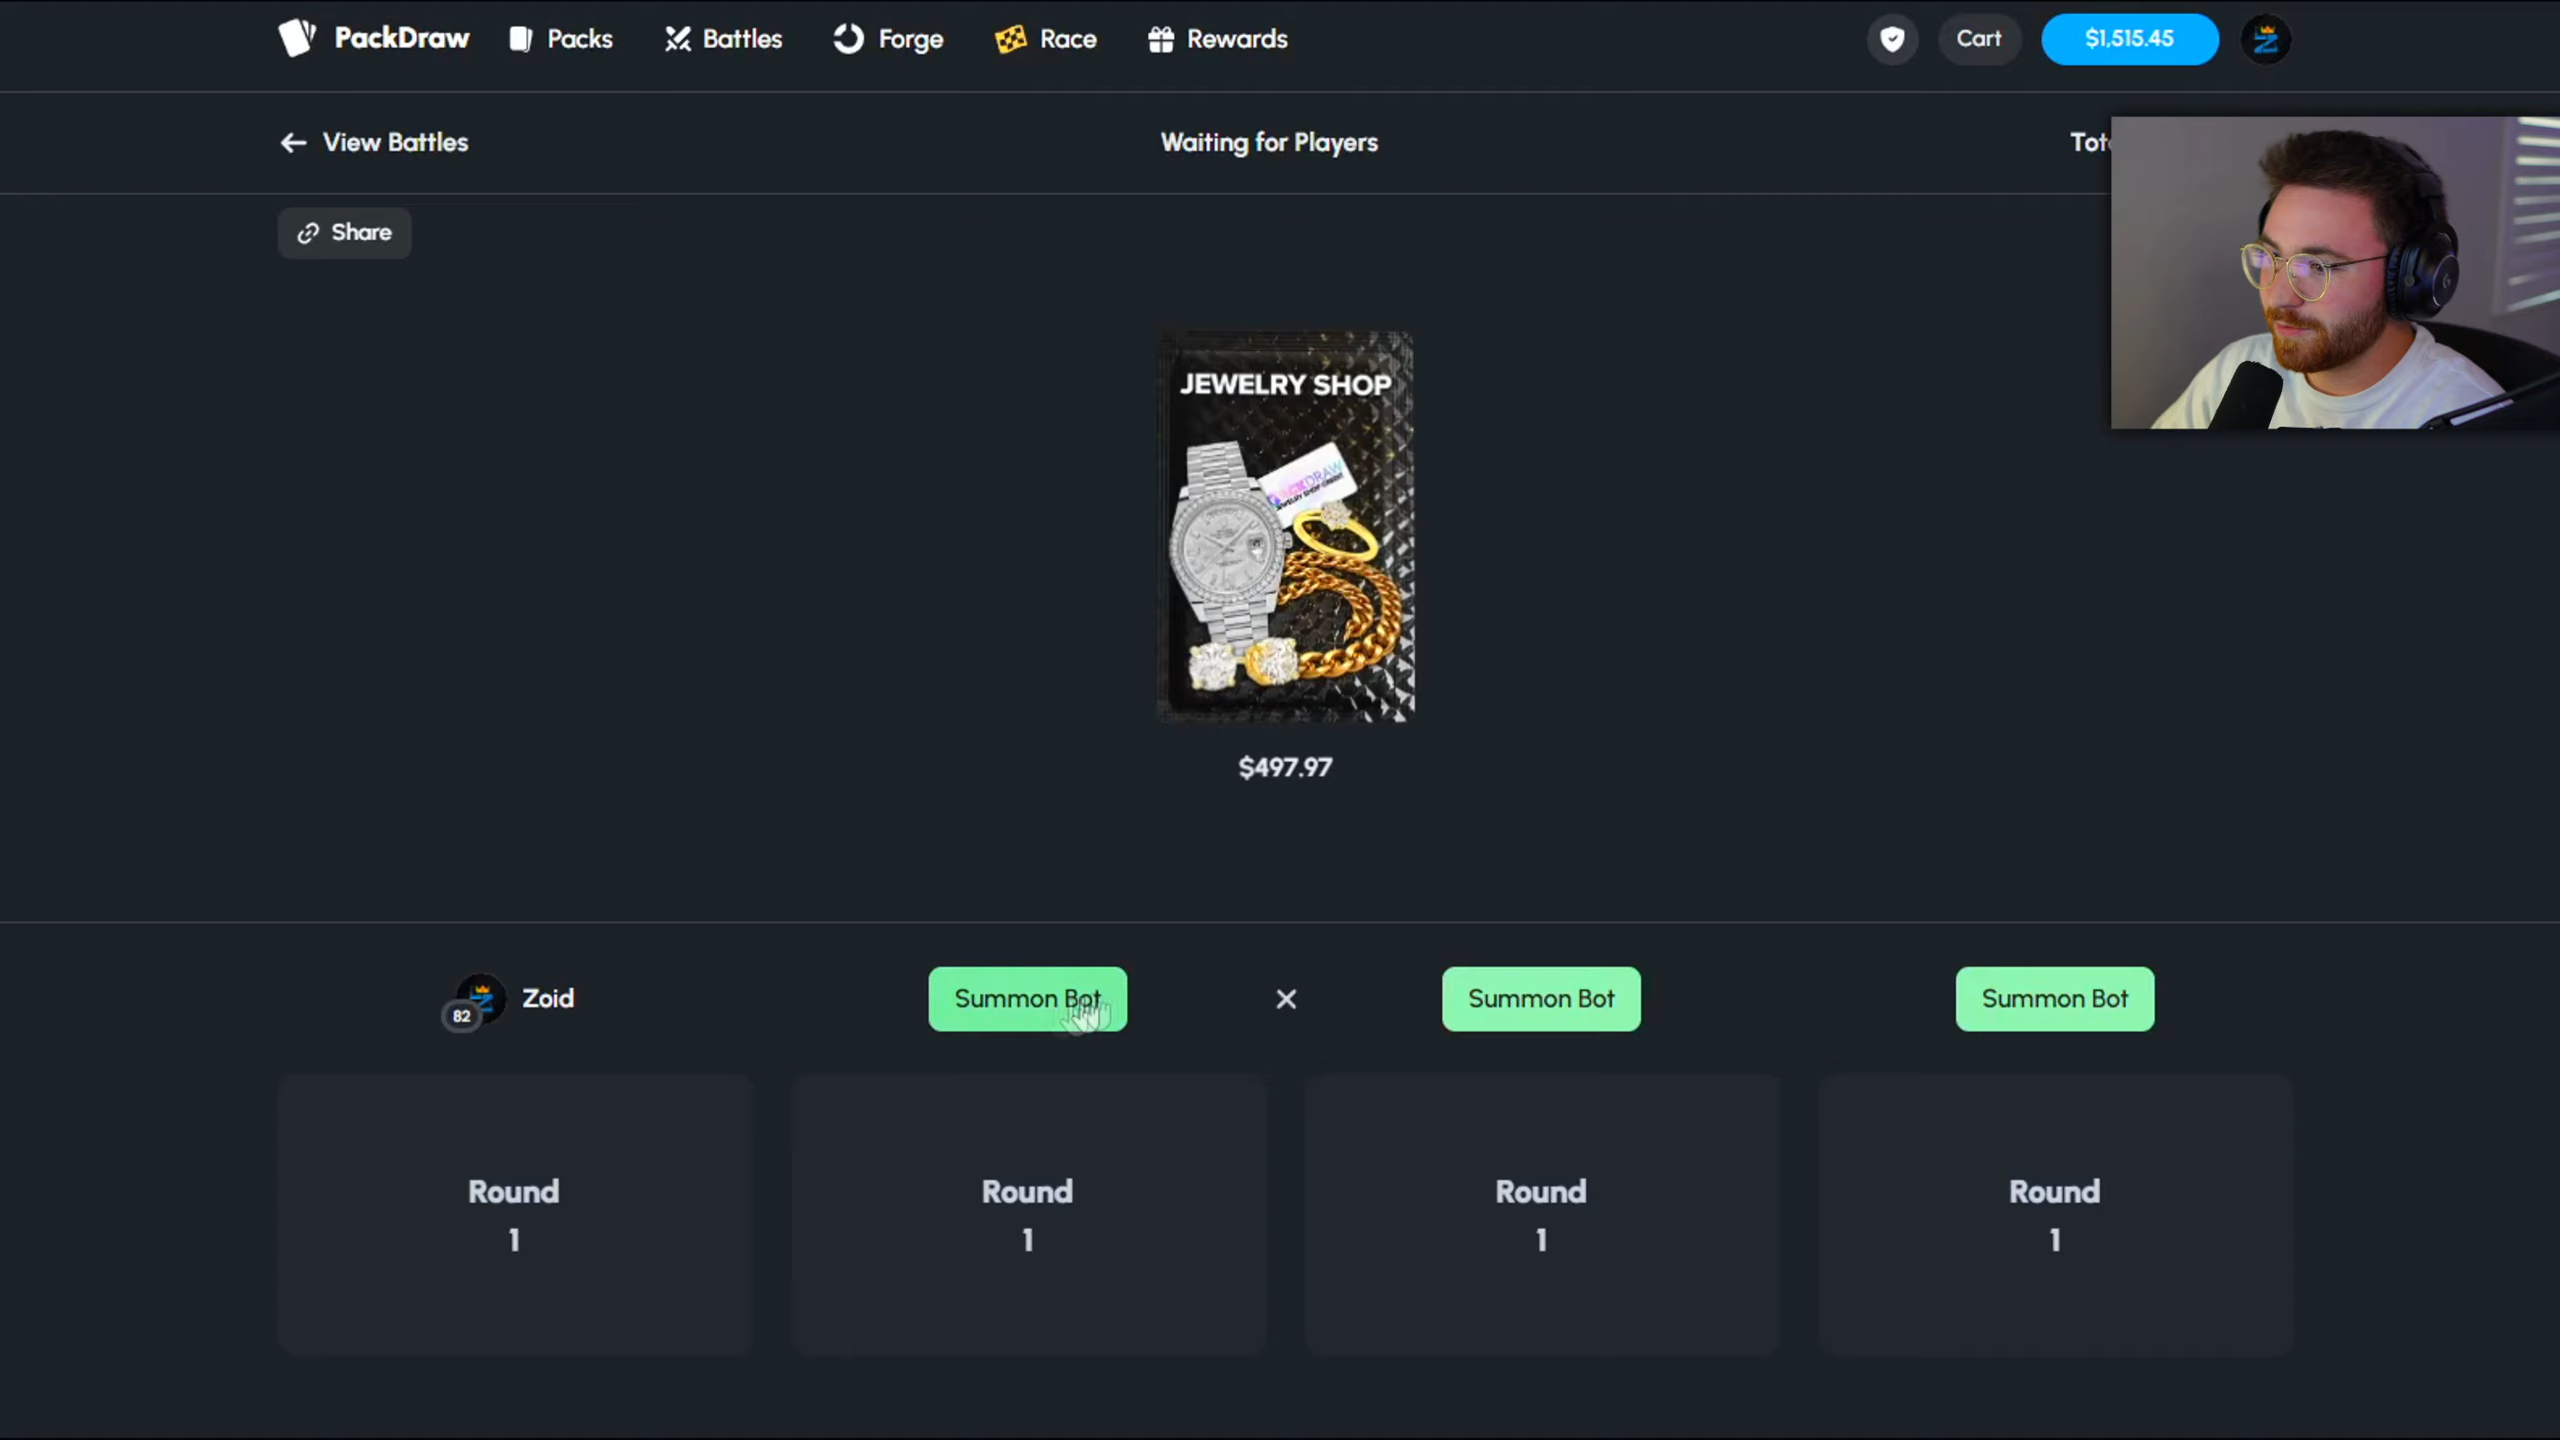 PackDraw
Packs
Battles
Forge
Race
Rewards
Cart
$1,515.45
View Battles
Waiting for Players
Share
JEWELRY SHOP
$497.97
82
Zoid
Summon Bot
Summon Bot
Summon Bot
Round
1
Round
1
Round
1
Round
1